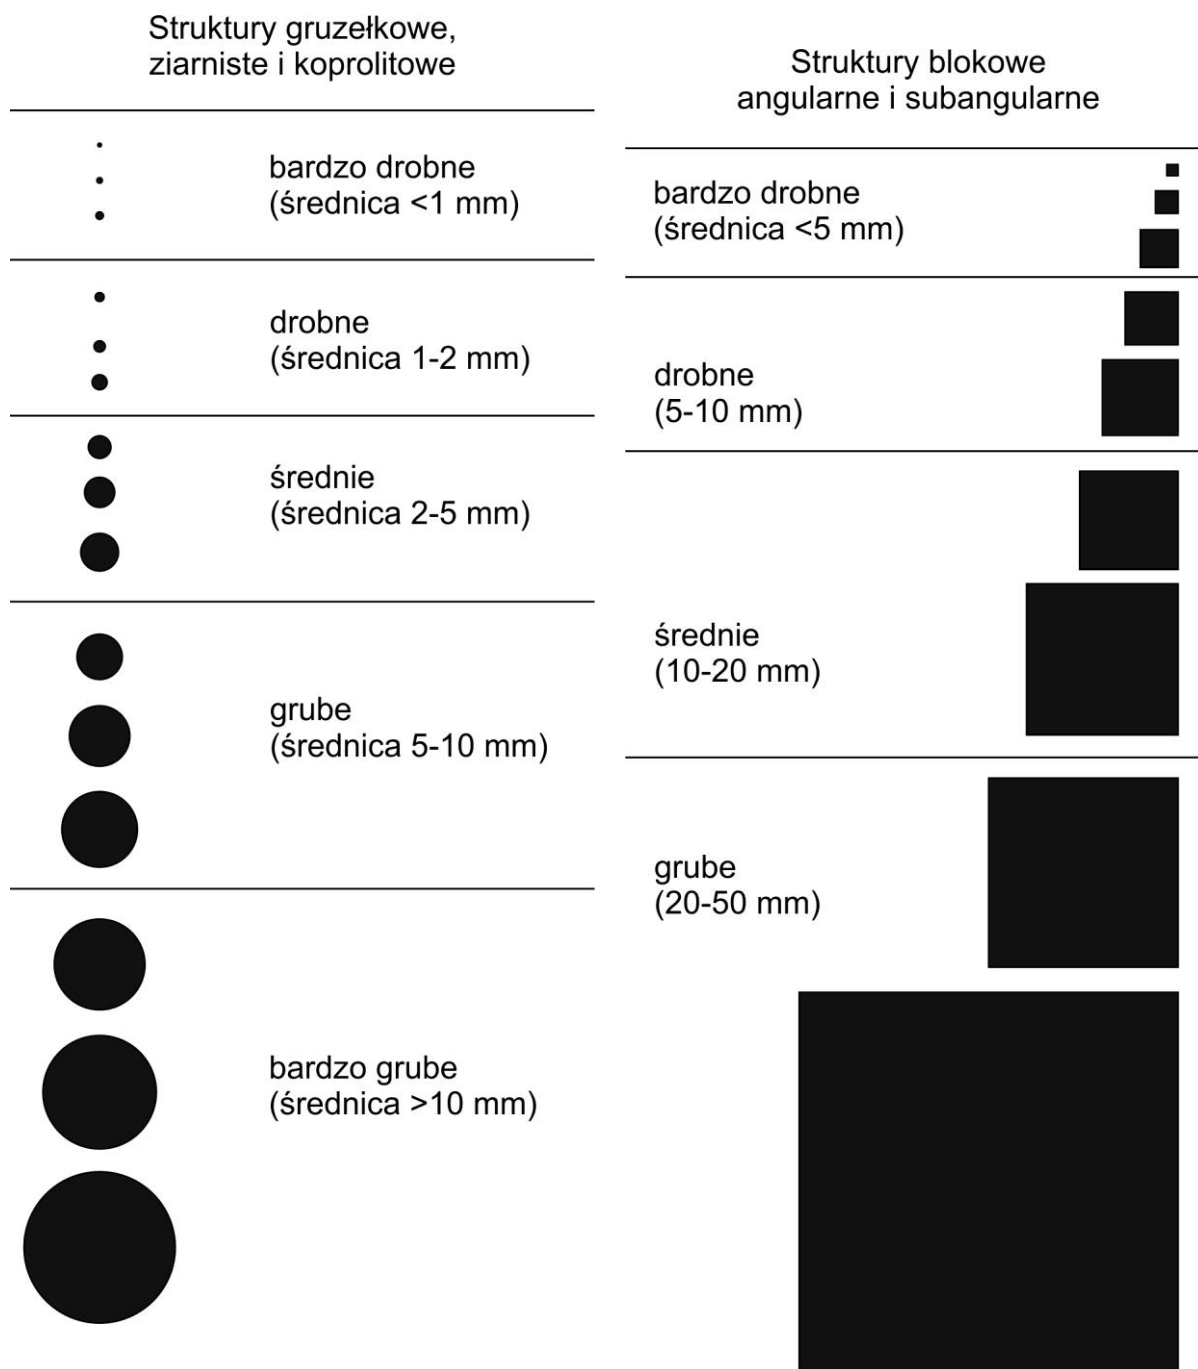 Struktury gruzełkowe,
ziarniste i koprolitowe
bardzo drobne
(średnica <1 mm)
drobne
(średnica 1-2 mm)
średnie
(średnica 2-5 mm)
grube
(średnica 5-10 mm)
bardzo grube
(średnica >10 mm)
Struktury blokowe
angularne i subangularne
bardzo drobne
(średnica <5 mm)
drobne
(5-10 mm)
średnie
(10-20 mm)
grube
(20-50 mm)